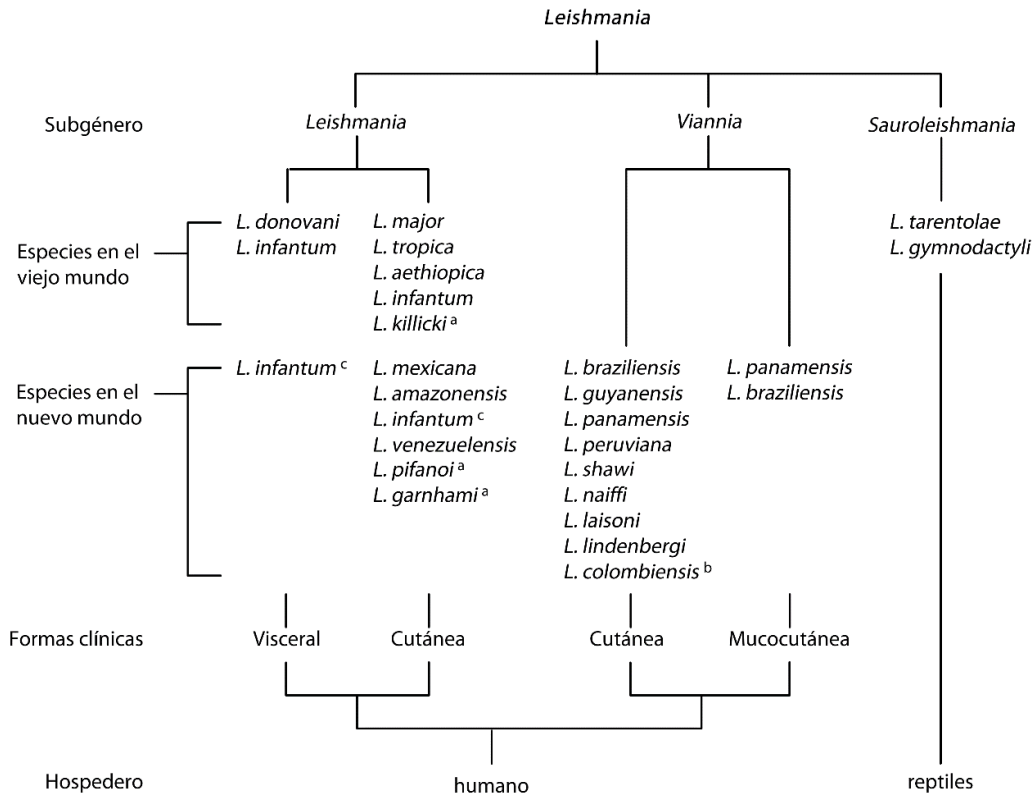 Leishmania
Subgénero
Leishmania
Viannia
Sauroleishmania
Especies en el
viejo mundo
L. donovani
L. infantum
L. major
L. tropica
L. aethiopica
L. infantum
L. killicki a
L. tarentolae
L. gymnodactyli
Especies en el
nuevo mundo
L. infantum c
L. mexicana
L. amazonensis
L. infantum c
L. venezuelensis
L. pifanoi a
L. garnhami a
L. braziliensis
L. guyanensis
L. panamensis
L. peruviana
L. shawi
L. naiffi
L. laisoni
L. lindenbergi
L. colombiensis b
L. panamensis
L. braziliensis
Formas clínicas
Visceral
Cutánea
Cutánea
Mucocutánea
Hospedero
humano
reptiles